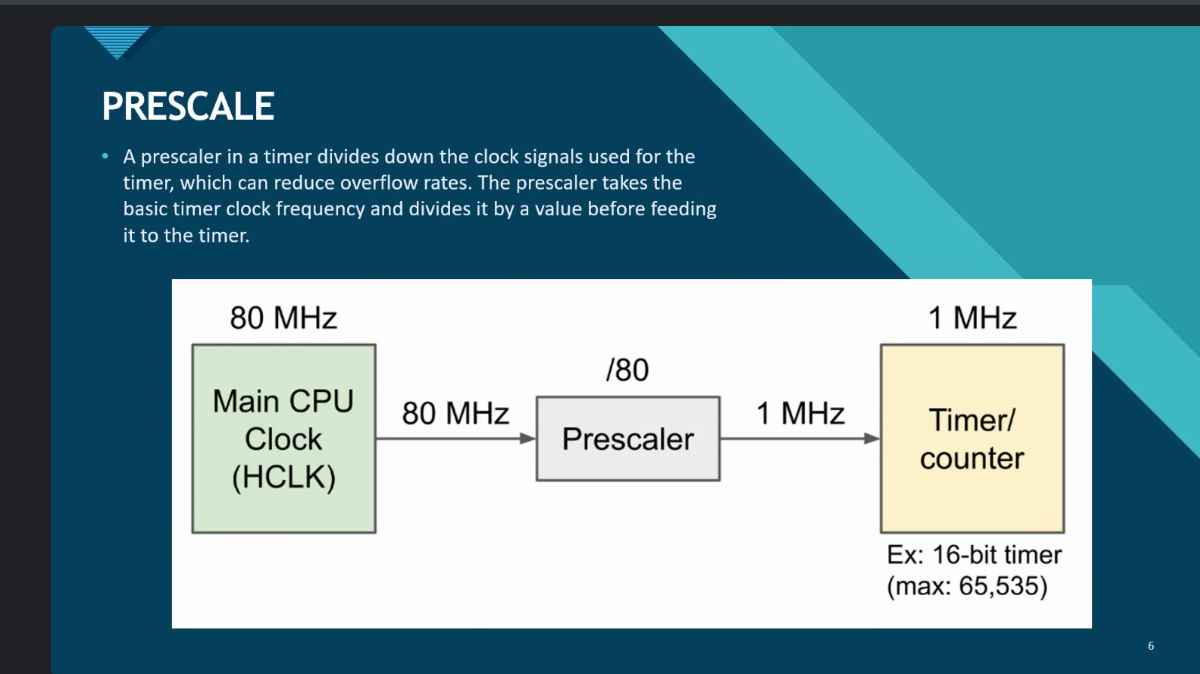 PRESCALE
• A prescaler in a timer divides down the clock signals used for the
timer, which can reduce overflow rates. The prescaler takes the
basic timer clock frequency and divides it by a value before feeding
it to the timer.
80 MHz
Main CPU
Clock
(HCLK)
80 MHz
/80
Prescaler
1 MHz
1 MHz
Timer/
counter
Ex: 16-bit timer
(max: 65,535)
6